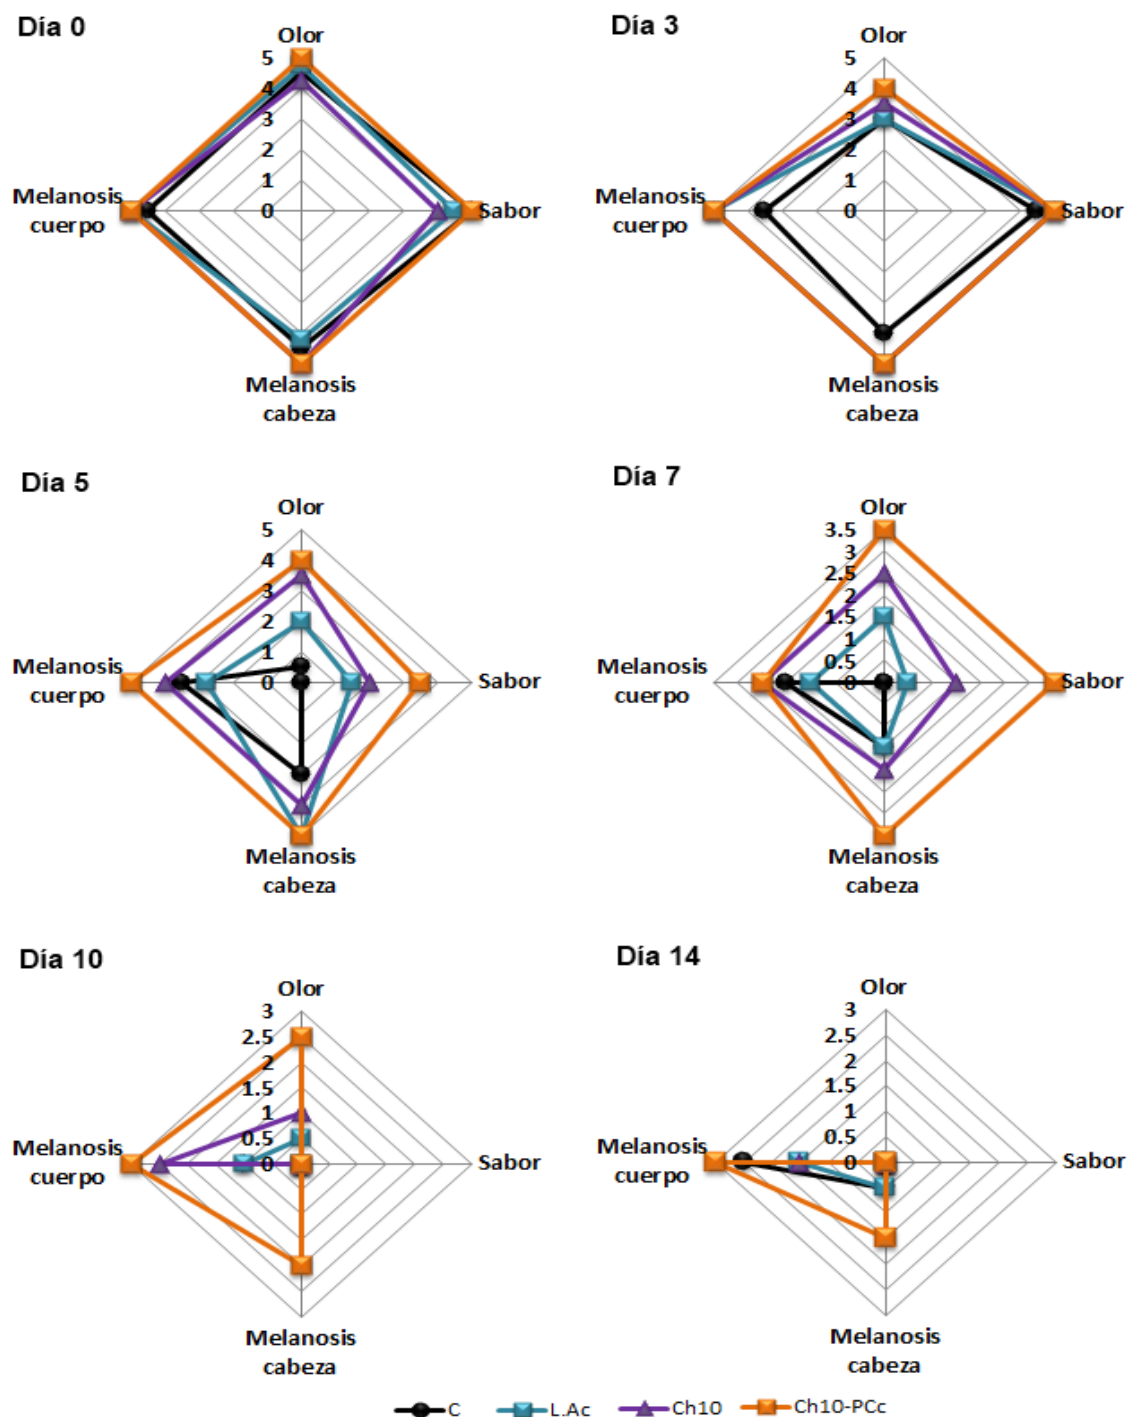 Día 0
Olor
5
4
3
2
1
0
Melanosis
cuerpo
Sabor
Melanosis
cabeza
Día 3
Olor
5
4
3
2
1
0
Melanosis
cuerpo
Sabor
Melanosis
cabeza
Día 5
Olor
5
4
3
2
1
0
Melanosis
cuerpo
Sabor
Melanosis
cabeza
Día 7
Olor
3.5
3
2.5
2
1.5
1
0.5
0
Melanosis
cuerpo
Sabor
Melanosis
cabeza
Día 10
Olor
3
2.5
2
1.5
1
0.5
0
Melanosis
cuerpo
Sabor
Melanosis
cabeza
Día 14
Olor
3
2.5
2
1.5
1
0.5
0
Melanosis
cuerpo
Sabor
Melanosis
cabeza
C L.Ac Ch10 Ch10-PCc